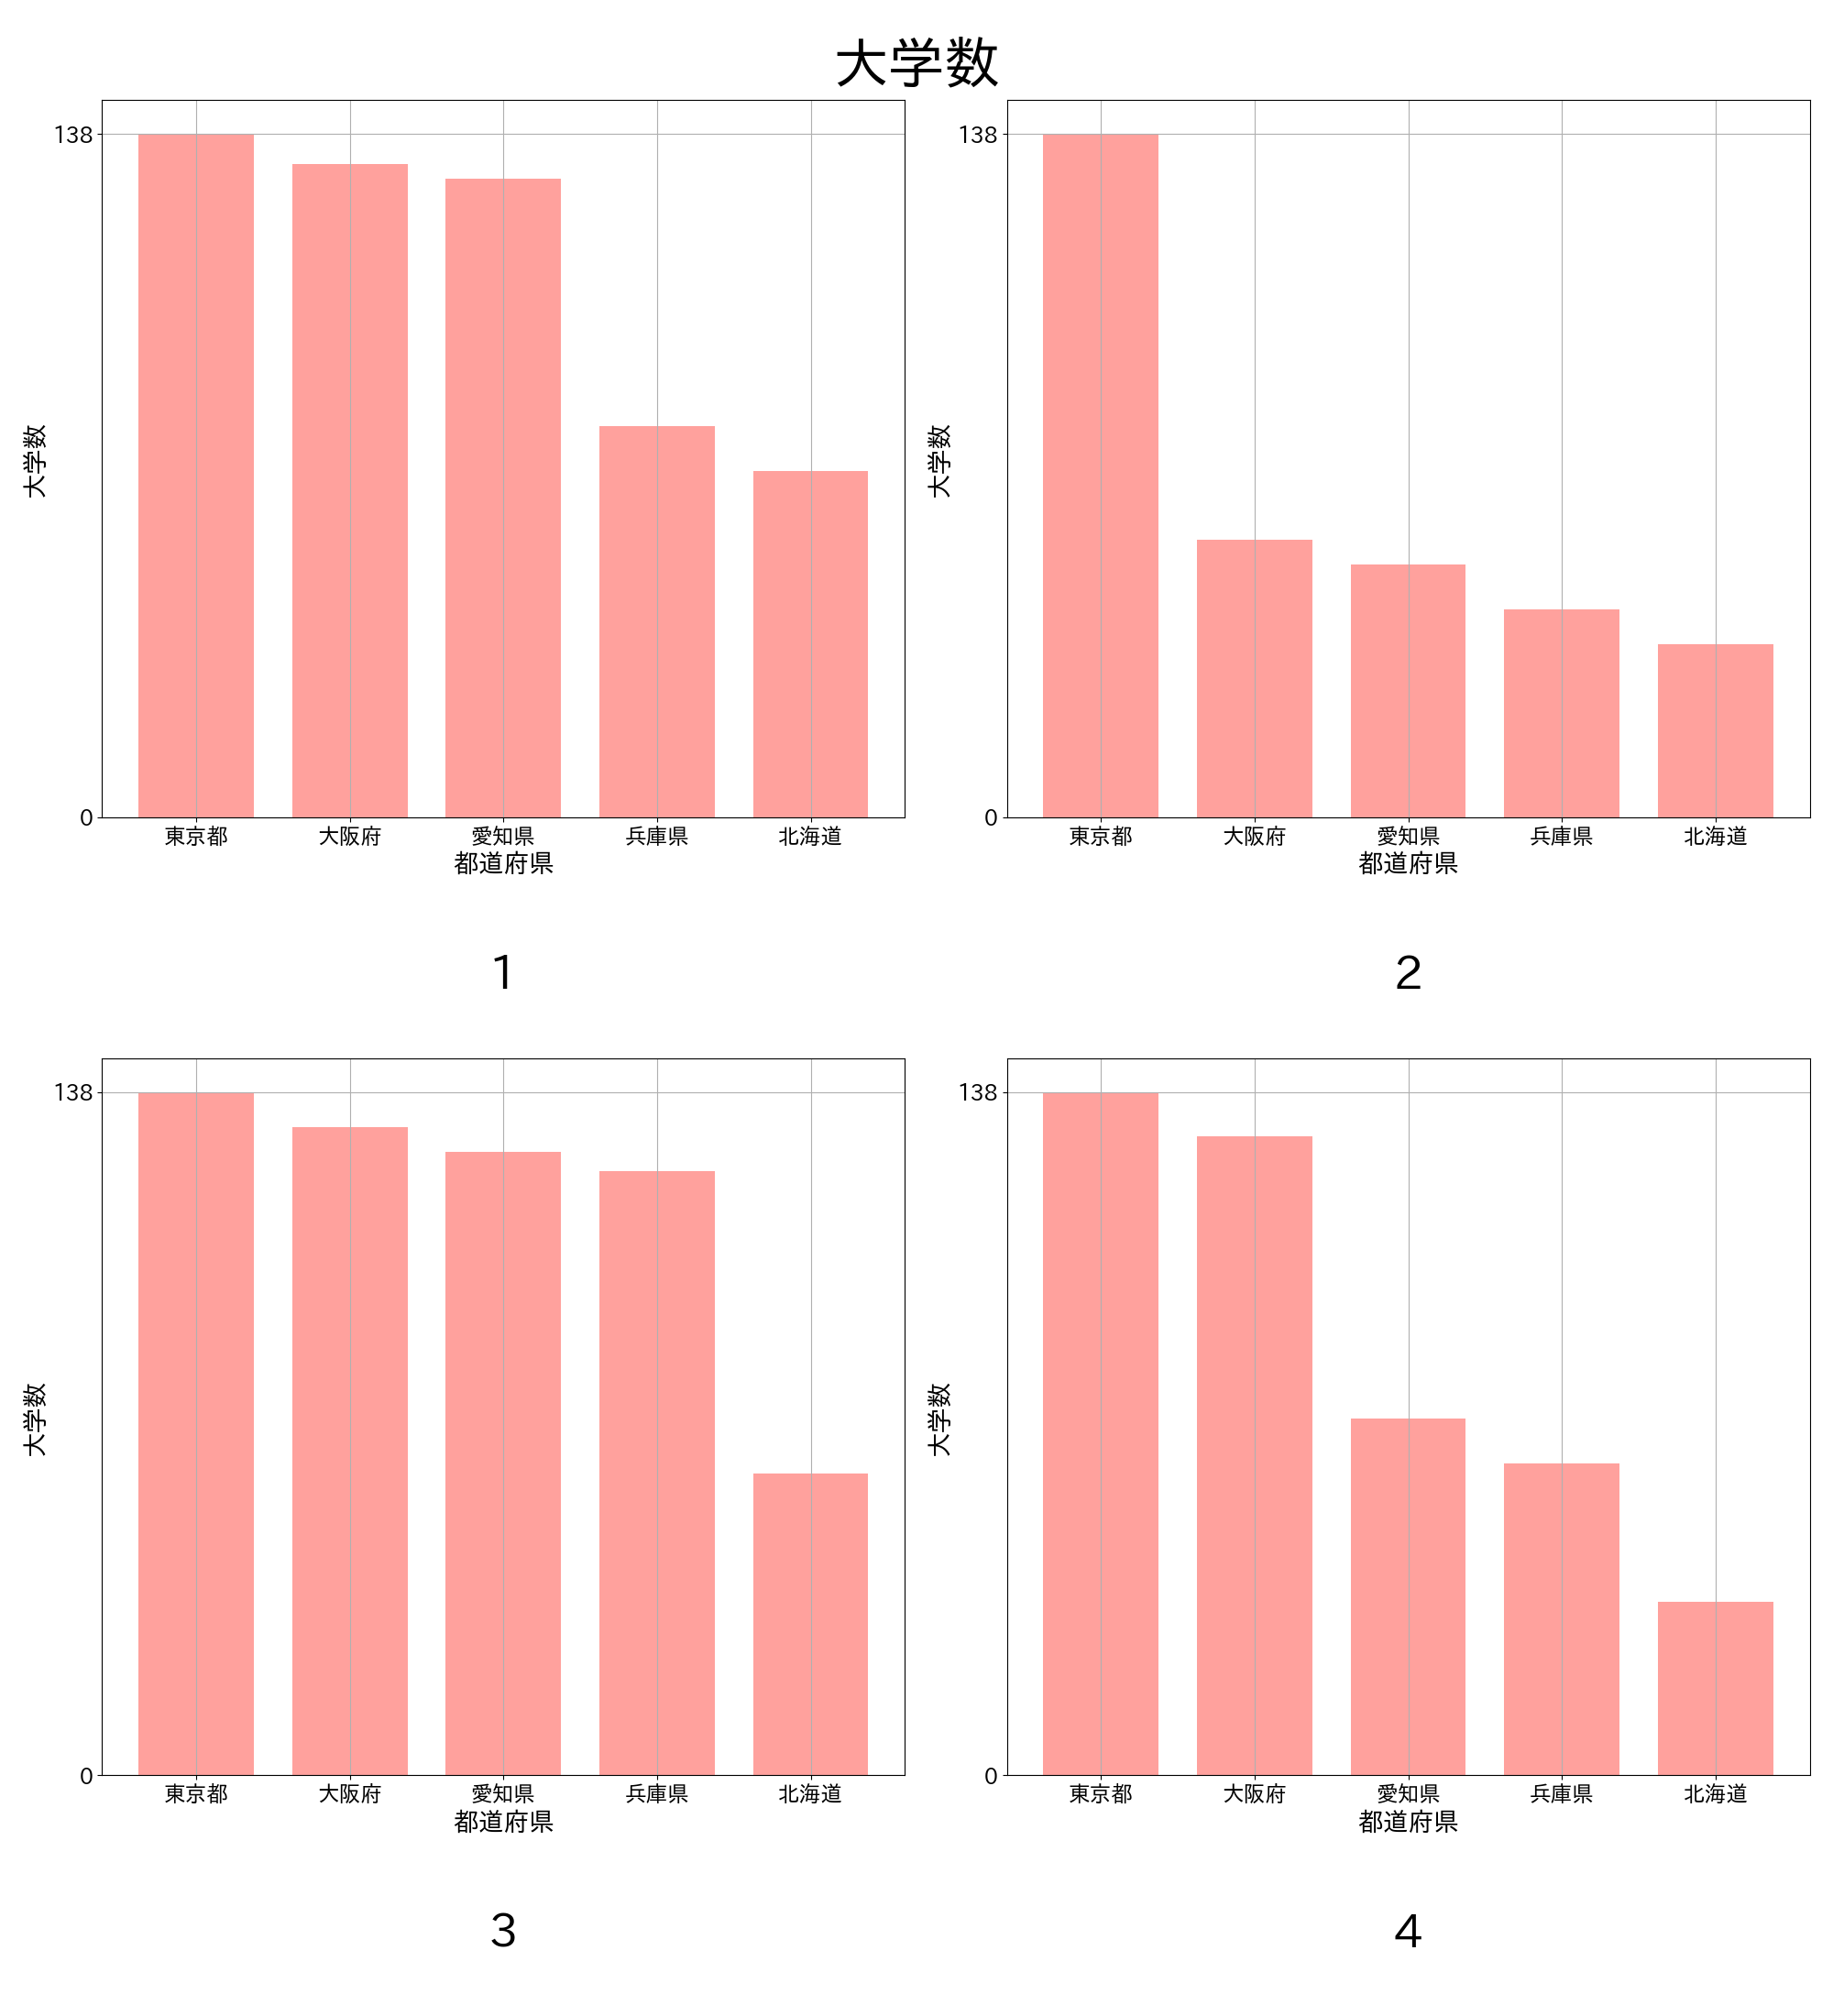 大学数
138
0
大学数
東京都 大阪府 愛知県 兵庫県 北海道
都道府県
1
138
0
大学数
東京都 大阪府 愛知県 兵庫県 北海道
都道府県
2
138
0
大学数
東京都 大阪府 愛知県 兵庫県 北海道
都道府県
3
138
0
大学数
東京都 大阪府 愛知県 兵庫県 北海道
都道府県
4